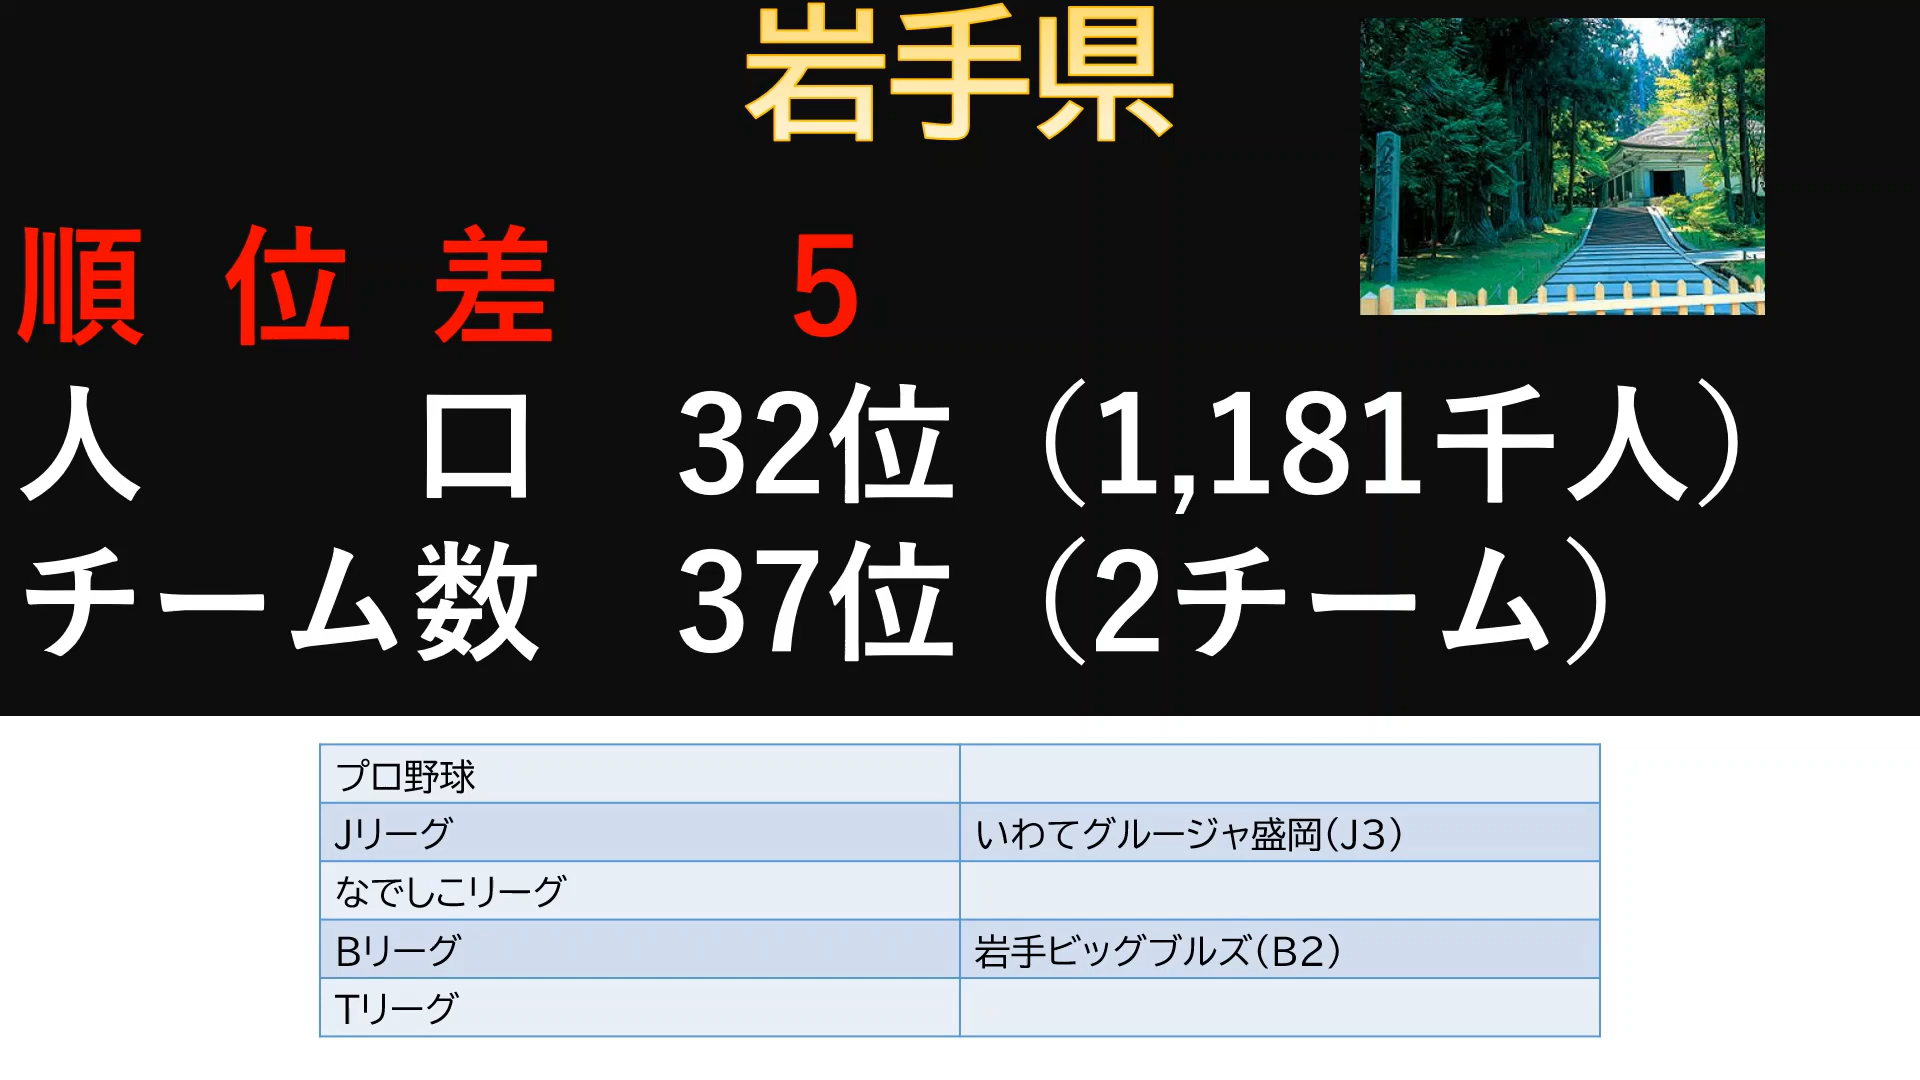 岩手県
順位差　5
人口　32位（1,181千人）
チーム数　37位（2チーム）
プロ野球
Jリーグ　いわてグルージャ盛岡（J3）
なでしこリーグ
Bリーグ　岩手ビッグブルズ（B2）
Tリーグ